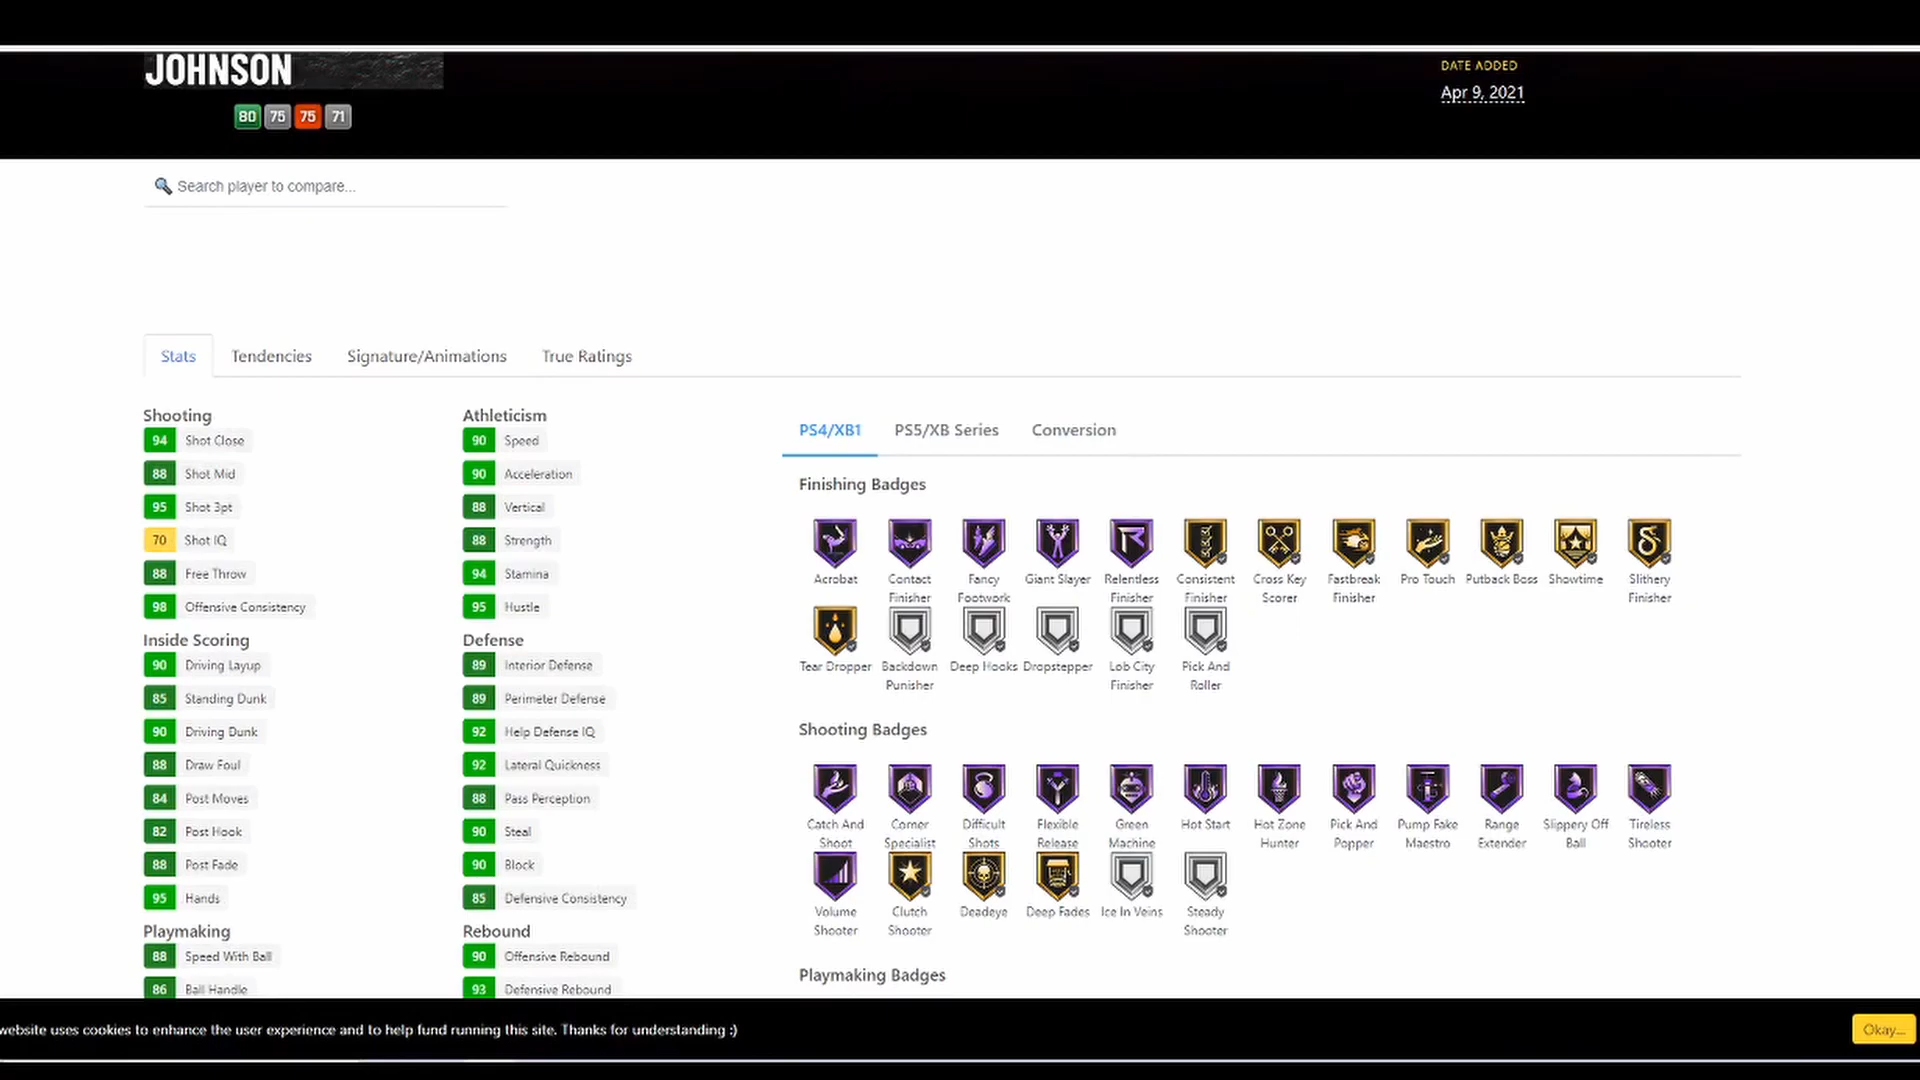 JOHNSON
80 75 75 71
DATE ADDED
Apr 9, 2021
Search player to compare...
Stats Tendencies Signature/Animations True Ratings
Shooting
94 Shot Close
88 Shot Mid
95 Shot 3pt
70 Shot IQ
88 Free Throw
98 Offensive Consistency
Inside Scoring
90 Driving Layup
85 Standing Dunk
90 Driving Dunk
88 Draw Foul
84 Post Moves
82 Post Hook
88 Post Fade
95 Hands
Playmaking
88 Speed With Ball
86 Ball Handle
Athleticism
90 Speed
90 Acceleration
88 Vertical
88 Strength
94 Stamina
95 Hustle
Defense
89 Interior Defense
89 Perimeter Defense
92 Help Defense IQ
92 Lateral Quickness
88 Pass Perception
90 Steal
90 Block
85 Defensive Consistency
Rebound
90 Offensive Rebound
93 Defensive Rebound
PS4/XB1 PS5/XB Series Conversion
Finishing Badges
Acrobat Contact Fancy Giant Slayer Relentless Consistent Cross Key Fastbreak Pro Touch Putback Boss Showtime Slithery
Finisher Footwork Finisher Finisher Scorer Finisher Finisher
Tear Dropper Backdown Deep Hooks Dropstepper Lob City Pick And
Punisher Finisher Roller
Shooting Badges
Catch And Corner Difficult Flexible Green Hot Start Hot Zone Pick And Pump Fake Range Slippery Off Tireless
Shoot Specialist Shots Release Machine Hunter Popper Maestro Extender Ball Shooter
Volume Clutch Deadeye Deep Fades Ice In Veins Steady
Shooter Shooter Shooter
Playmaking Badges
website uses cookies to enhance the user experience and to help fund running this site. Thanks for understanding :)
Okay...